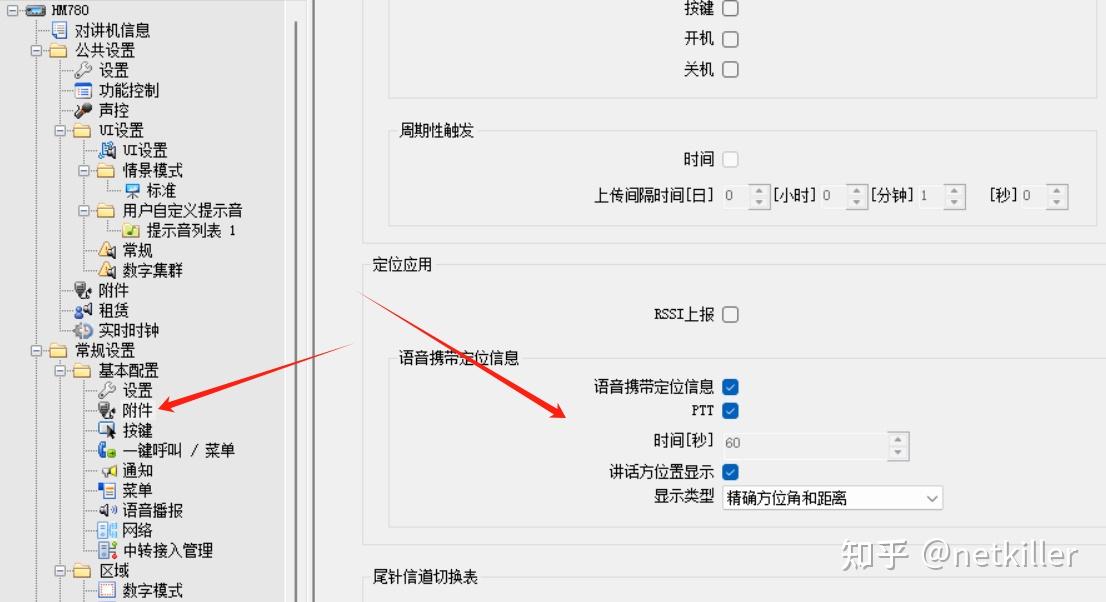 HM780
对讲机信息
公共设置
设置
功能控制
声控
UI设置
UI设置
情景模式
标准
用户自定义提示音
提示音列表 1
常规
数字集群
附件
租赁
实时时钟
常规设置
基本配置
设置
附件
按键
一键呼叫 / 菜单
通知
菜单
语音播报
网络
中转接入管理
区域
数字模式
按键
开机
关机
周期性触发
时间
上传间隔时间[日] 0 [小时] 0 [分钟] 1 [秒] 0
定位应用
RSSI上报
语音携带定位信息
语音携带定位信息
PTT
时间[秒] 60
讲话方位置显示
显示类型 精确方位角和距离
尾针信道切换表
知乎 @netkiller